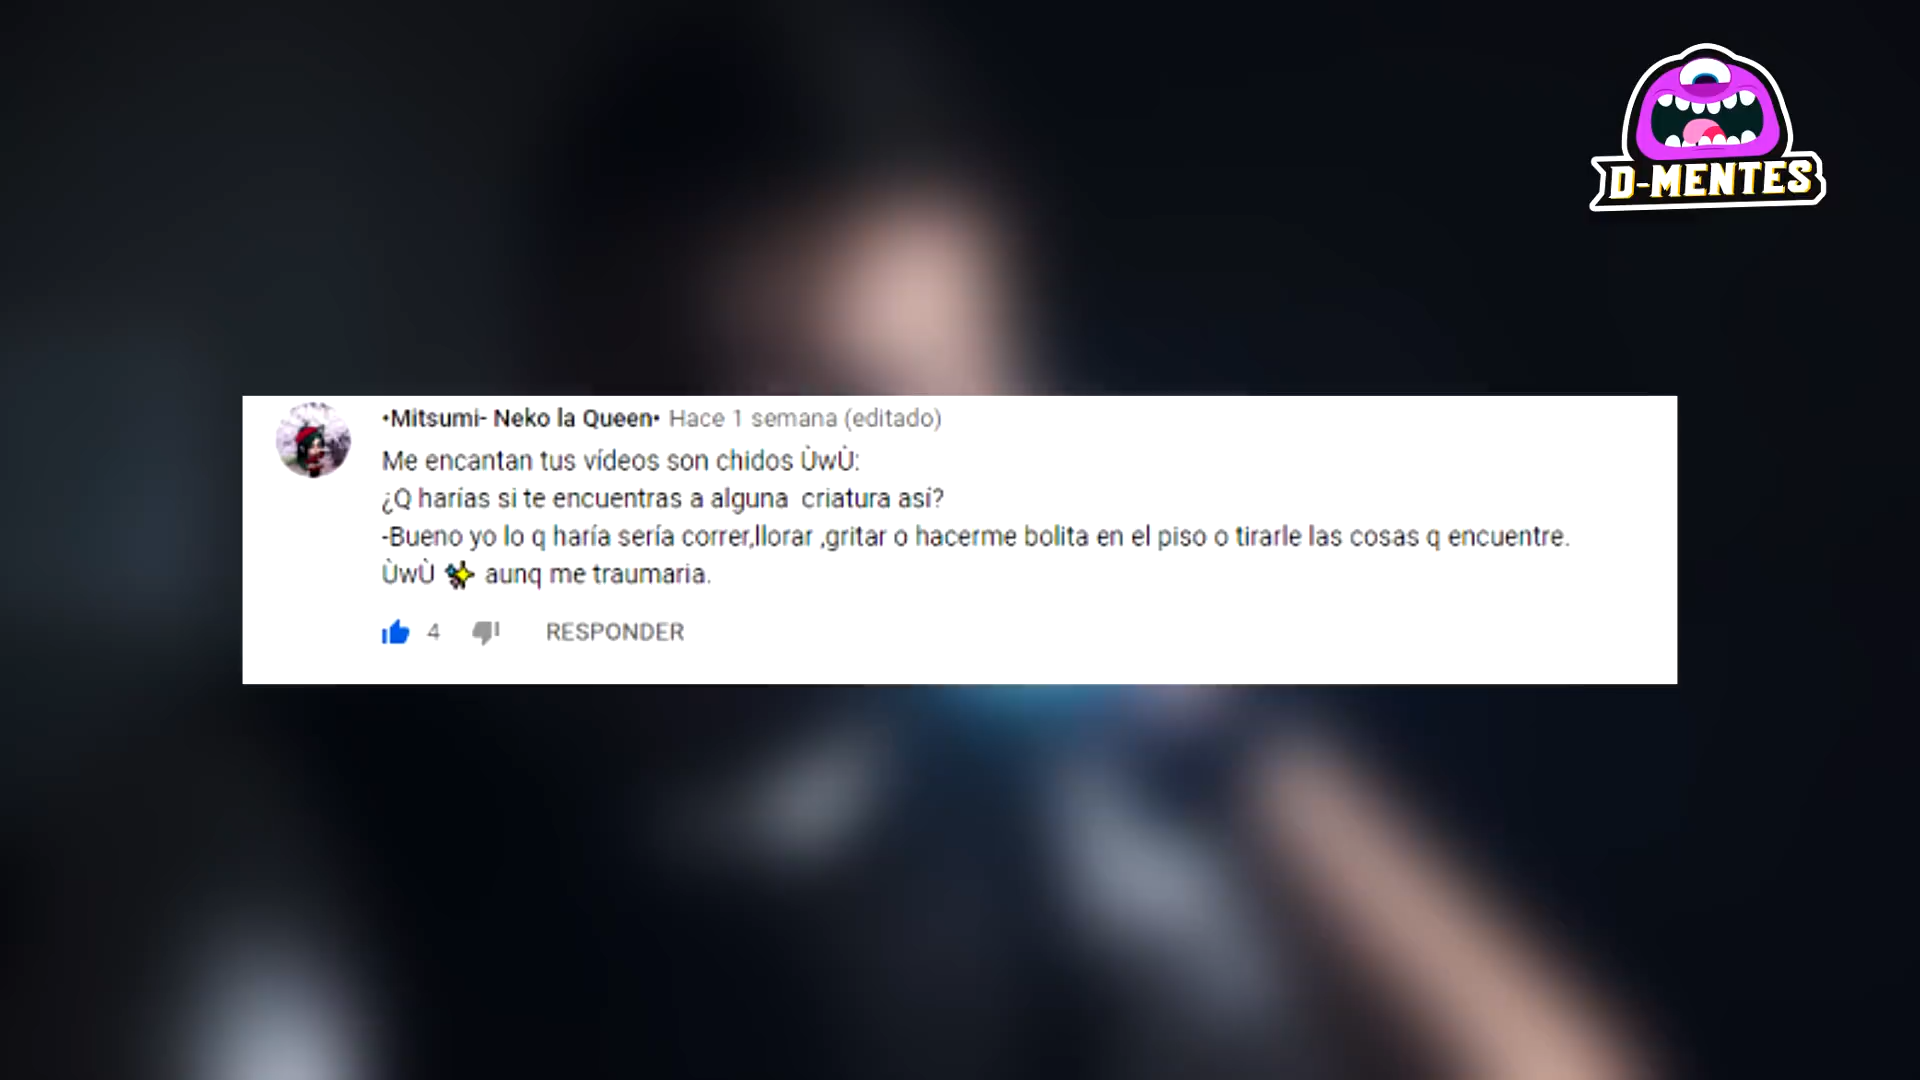 D-MENTES
•Mitsumi- Neko la Queen• Hace 1 semana (editado)
Me encantan tus vídeos son chidos ÙwÙ:
¿Q harías si te encuentras a alguna  criatura así?
-Bueno yo lo q haría sería correr,llorar ,gritar o hacerme bolita en el piso o tirarle las cosas q encuentre.
ÙwÙ ✨ aunq me traumaria.
4 RESPONDER